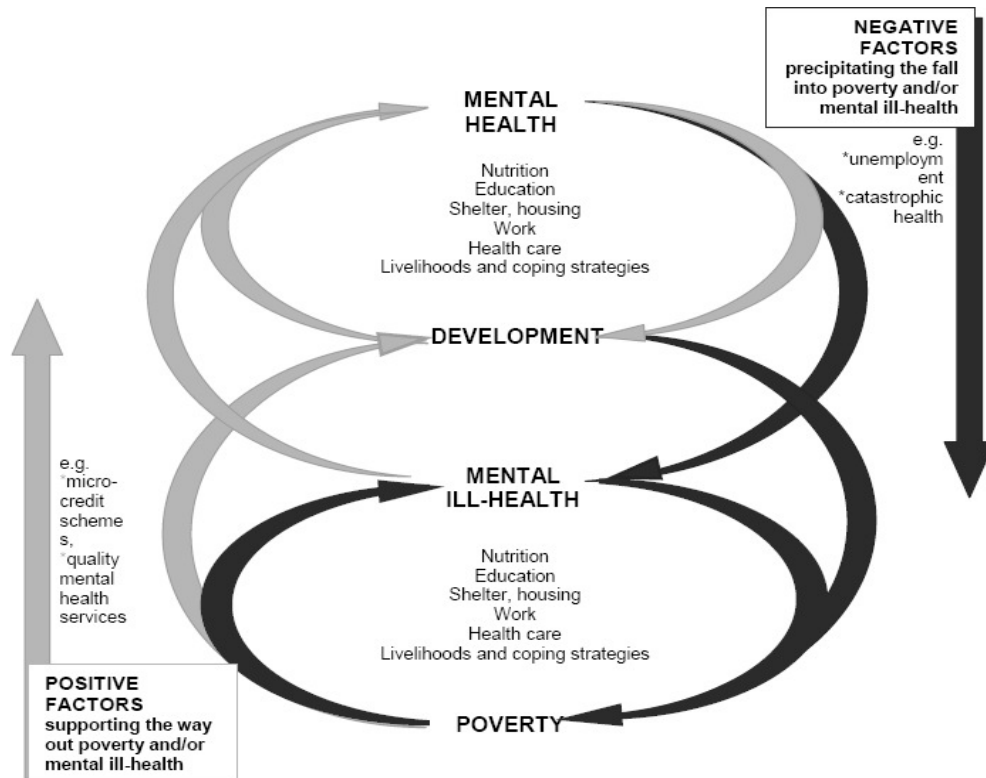 NEGATIVE
FACTORS
precipitating the fall
into poverty and/or
mental ill-health
e.g.
*unemploym
ent
*catastrophic
health
MENTAL
HEALTH
Nutrition
Education
Shelter, housing
Work
Health care
Livelihoods and coping strategies
DEVELOPMENT
MENTAL
ILL-HEALTH
Nutrition
Education
Shelter, housing
Work
Health care
Livelihoods and coping strategies
POVERTY
e.g.
*micro-
credit
scheme
s,
*quality
mental
health
services
POSITIVE
FACTORS
supporting the way
out poverty and/or
mental ill-health